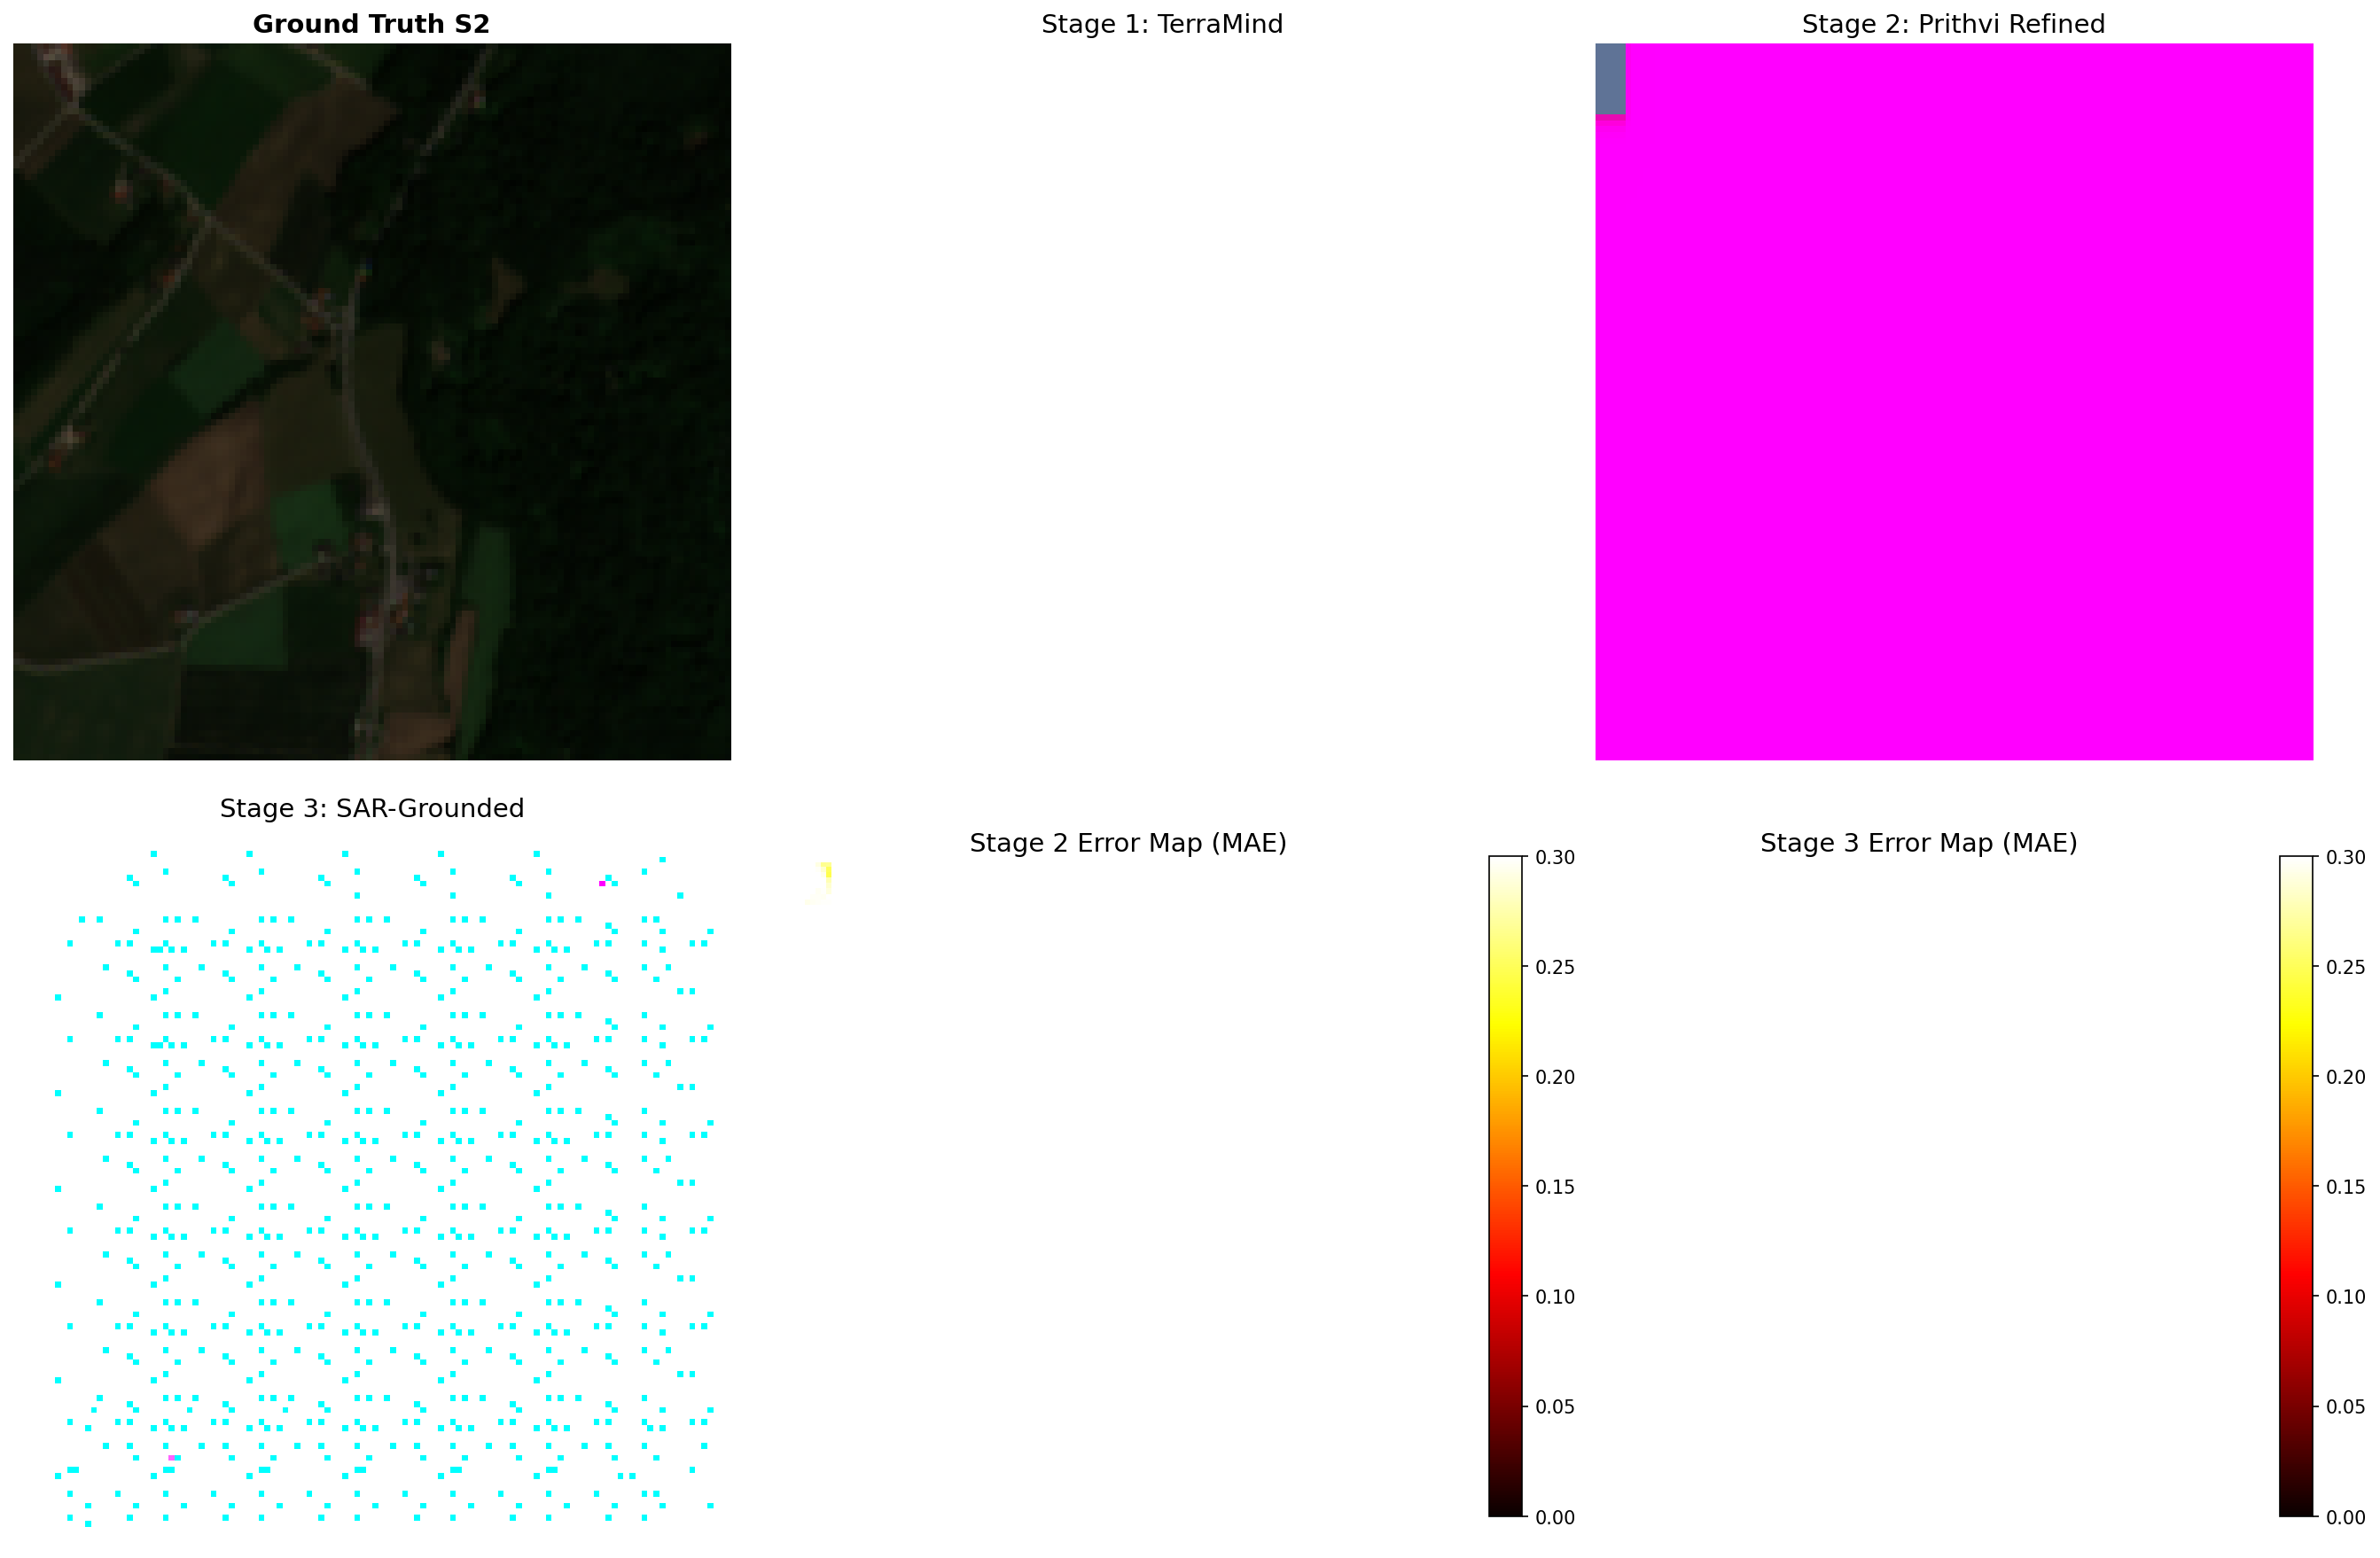 Ground Truth S2
Stage 1: TerraMind
Stage 2: Prithvi Refined
Stage 3: SAR-Grounded
Stage 2 Error Map (MAE)
0.30
0.25
0.20
0.15
0.10
0.05
0.00
Stage 3 Error Map (MAE)
0.30
0.25
0.20
0.15
0.10
0.05
0.00